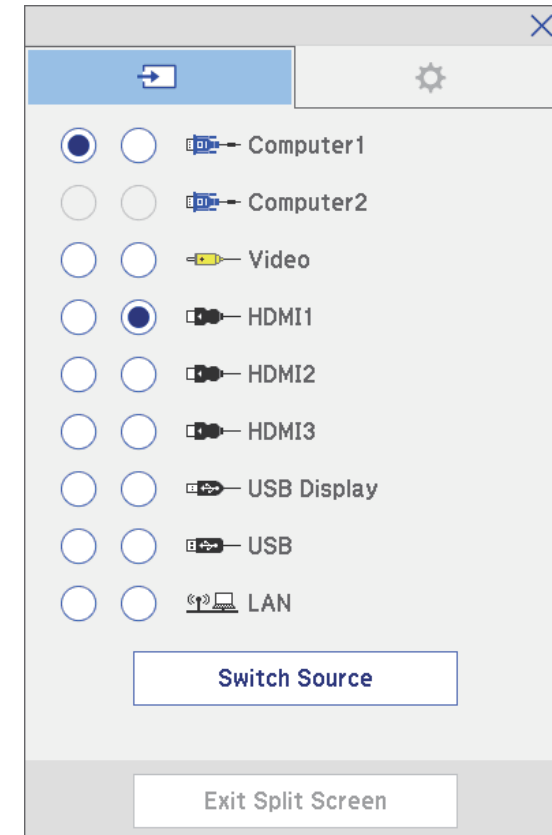 Computer1
Computer2
Video
HDMI1
HDMI2
HDMI3
USB Display
USB
LAN
Switch Source
Exit Split Screen